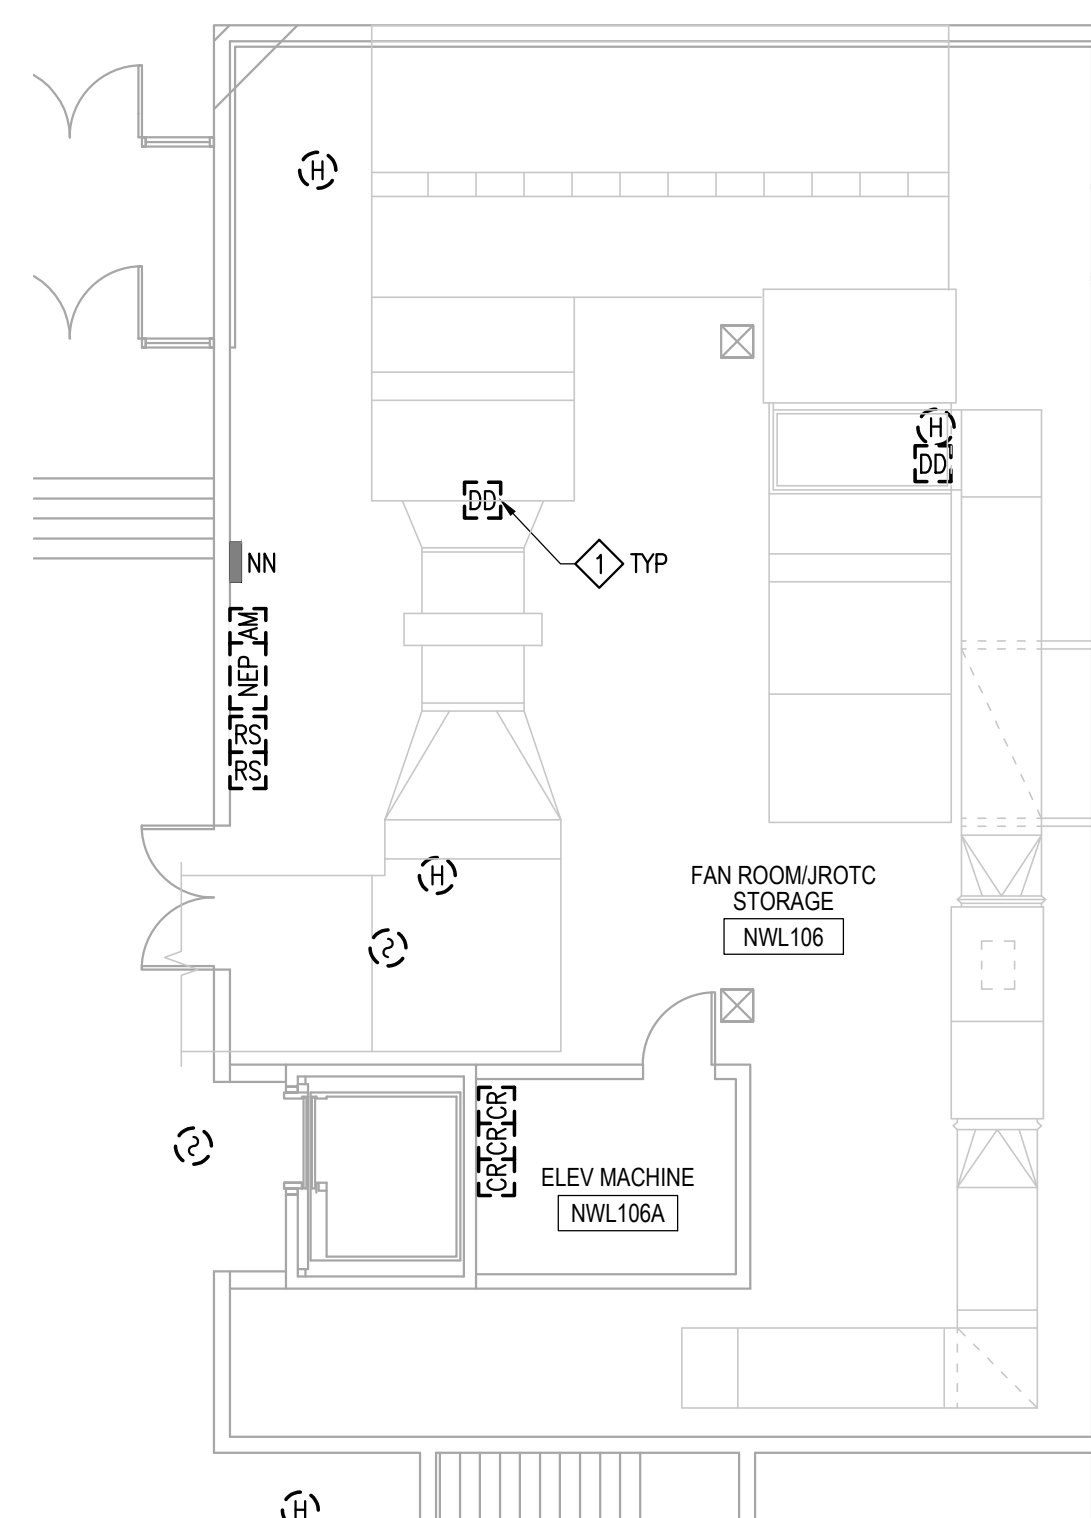 H
H
DD
DD
1 TYP
NN
AM
NEP
RS
RS
H
FAN ROOM/JROTC
STORAGE
NWL106
S
S
CR
CR
CR
ELEV MACHINE
NWL106A
H